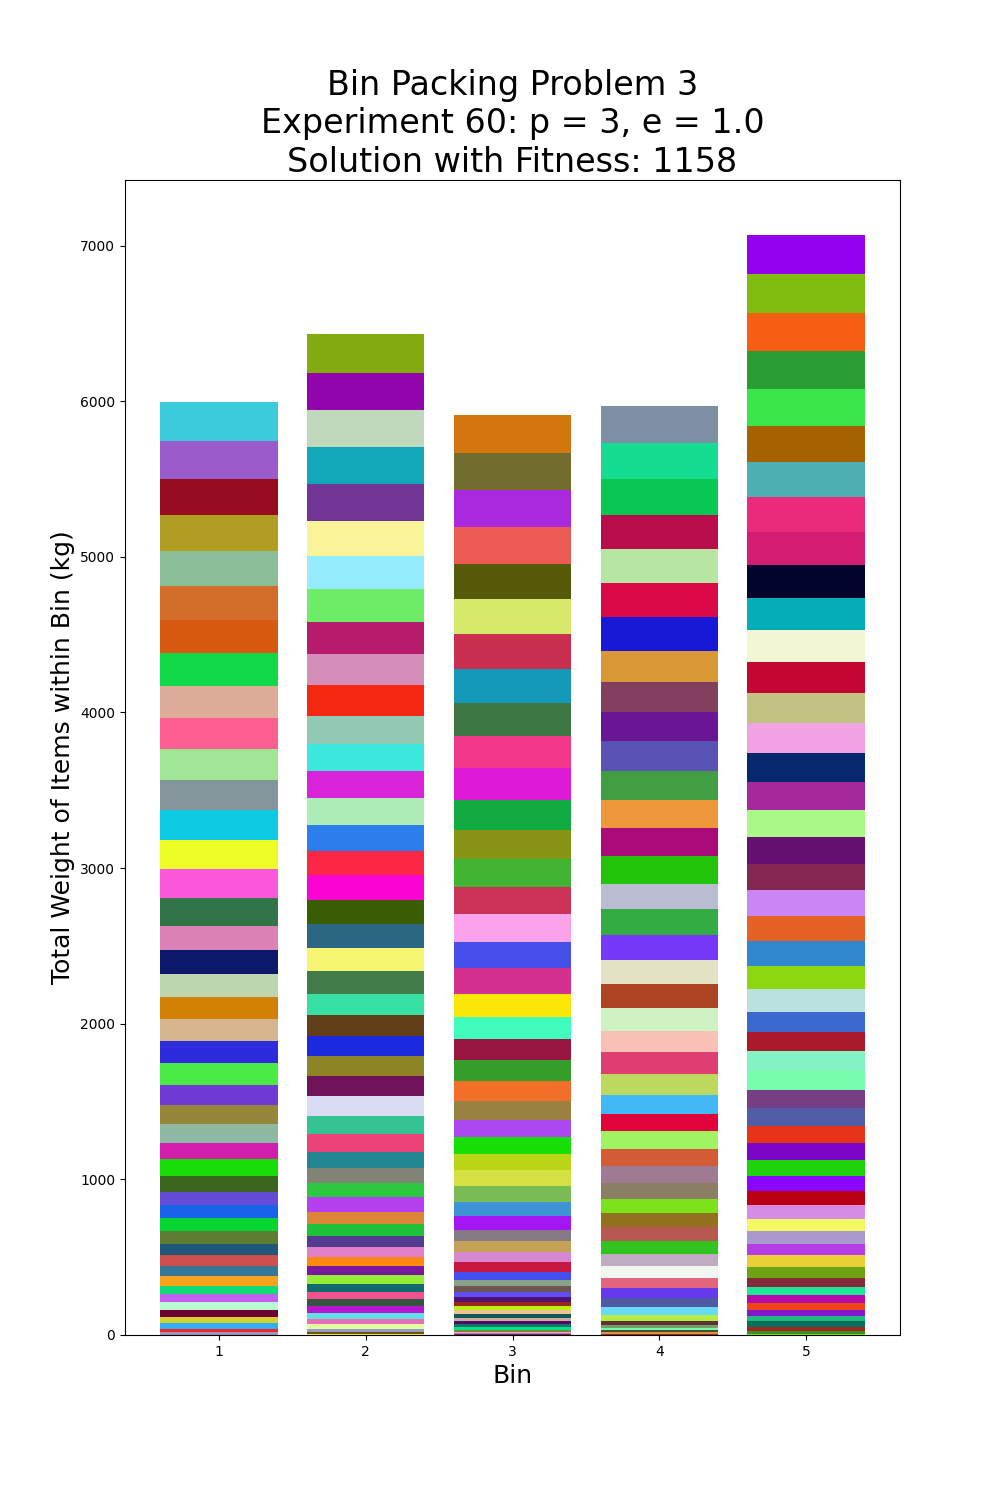 Bin Packing Problem 3
Experiment 60: p = 3, e = 1.0
Solution with Fitness: 1158
Total Weight of Items within Bin (kg)
7000
6000
5000
4000
3000
2000
1000
0
1 2 3 4 5
Bin